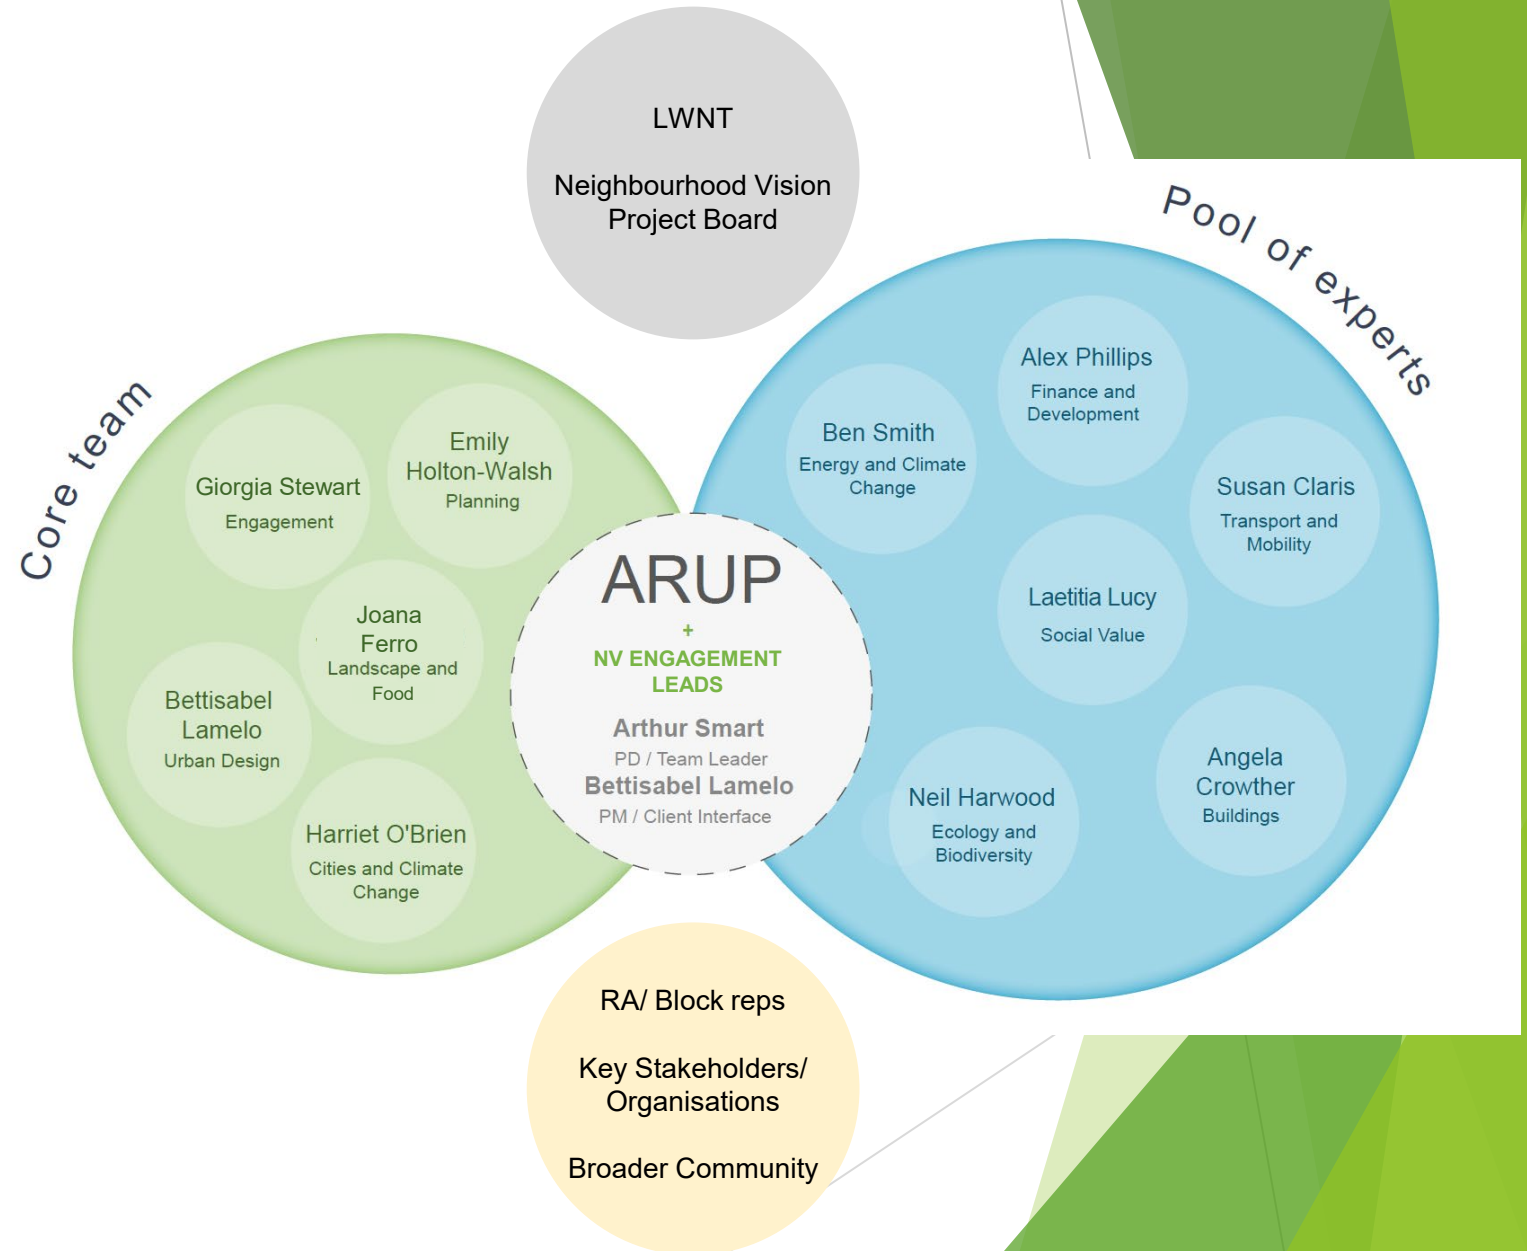 LWNT
Neighbourhood Vision
Project Board
Core team
Giorgia Stewart
Engagement
Emily
Holton-Walsh
Planning
Joana
Ferro
Landscape and
Food
Bettisabel
Lamelo
Urban Design
Harriet O'Brien
Cities and Climate
Change
ARUP
+
NV ENGAGEMENT
LEADS
Arthur Smart
PD / Team Leader
Bettisabel Lamelo
PM / Client Interface
Pool of experts
Alex Phillips
Finance and
Development
Ben Smith
Energy and Climate
Change
Susan Claris
Transport and
Mobility
Laetitia Lucy
Social Value
Angela
Crowther
Buildings
Neil Harwood
Ecology and
Biodiversity
RA/ Block reps
Key Stakeholders/
Organisations
Broader Community